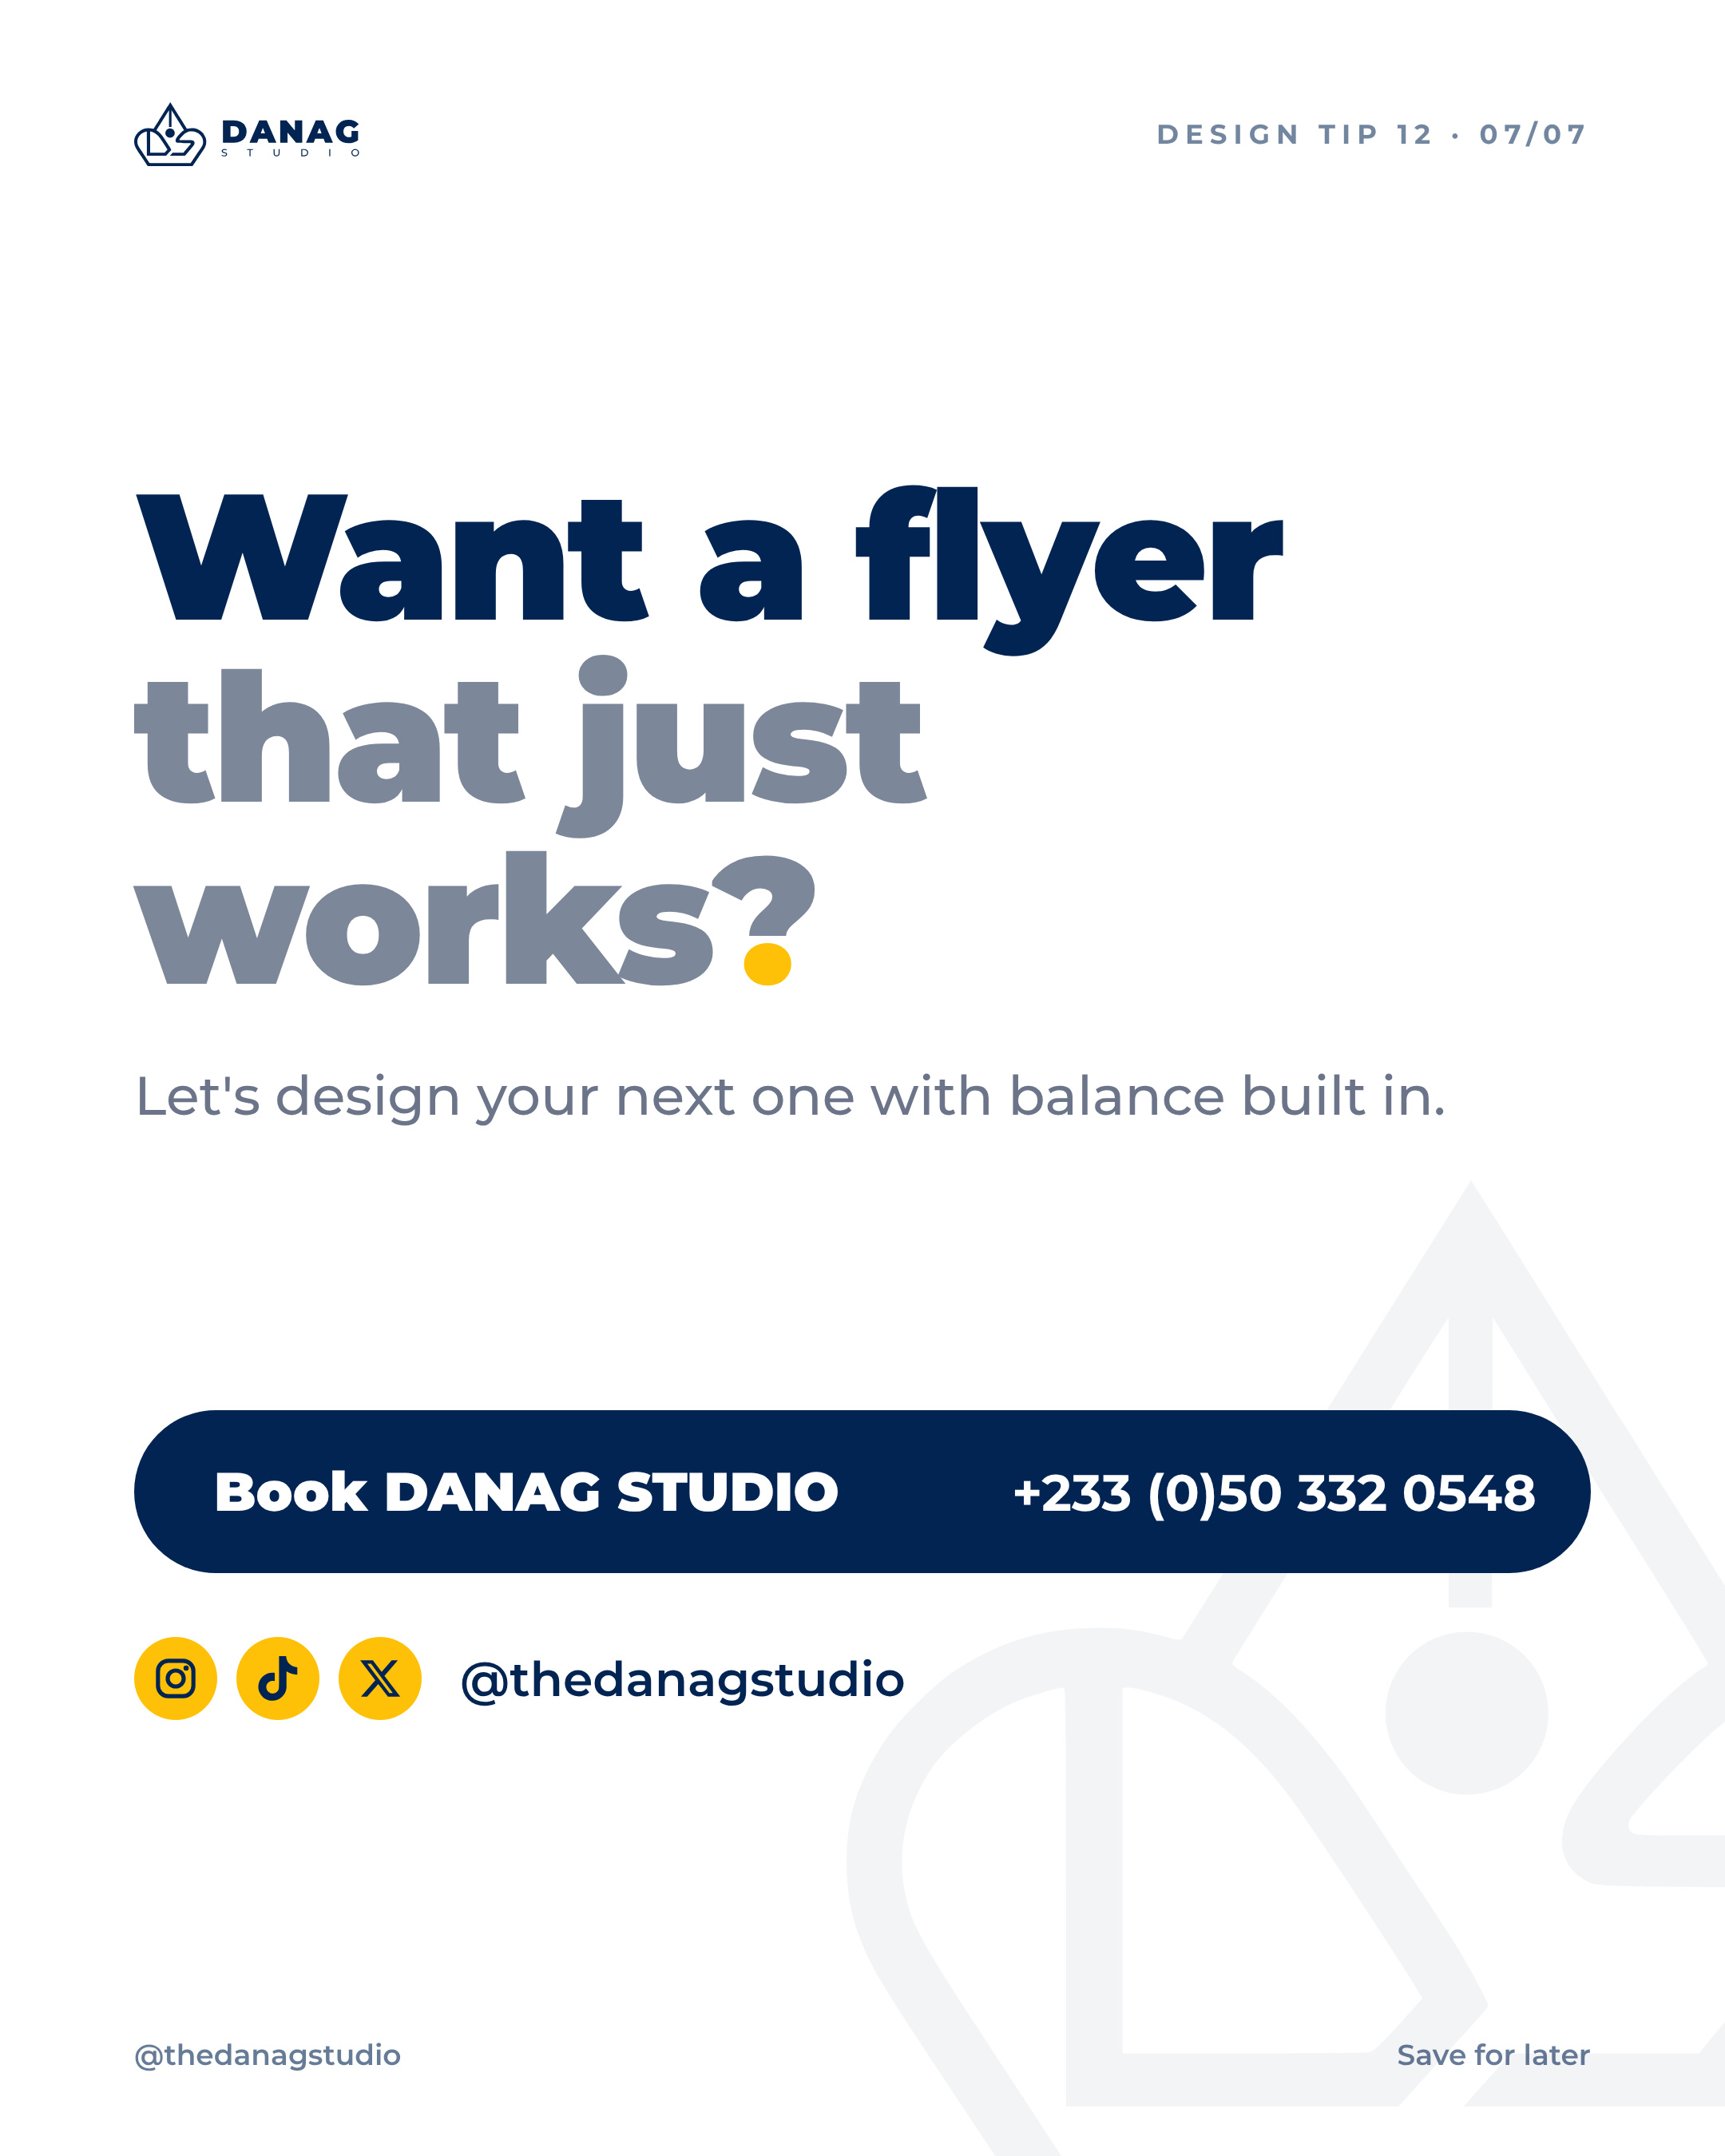 DANAG
STUDIO
DESIGN TIP 12 · 07/07
Want a flyer
that just
works?
Let's design your next one with balance built in.
Book DANAG STUDIO
+233 (0)50 332 0548
@thedanagstudio
@thedanagstudio
Save for later